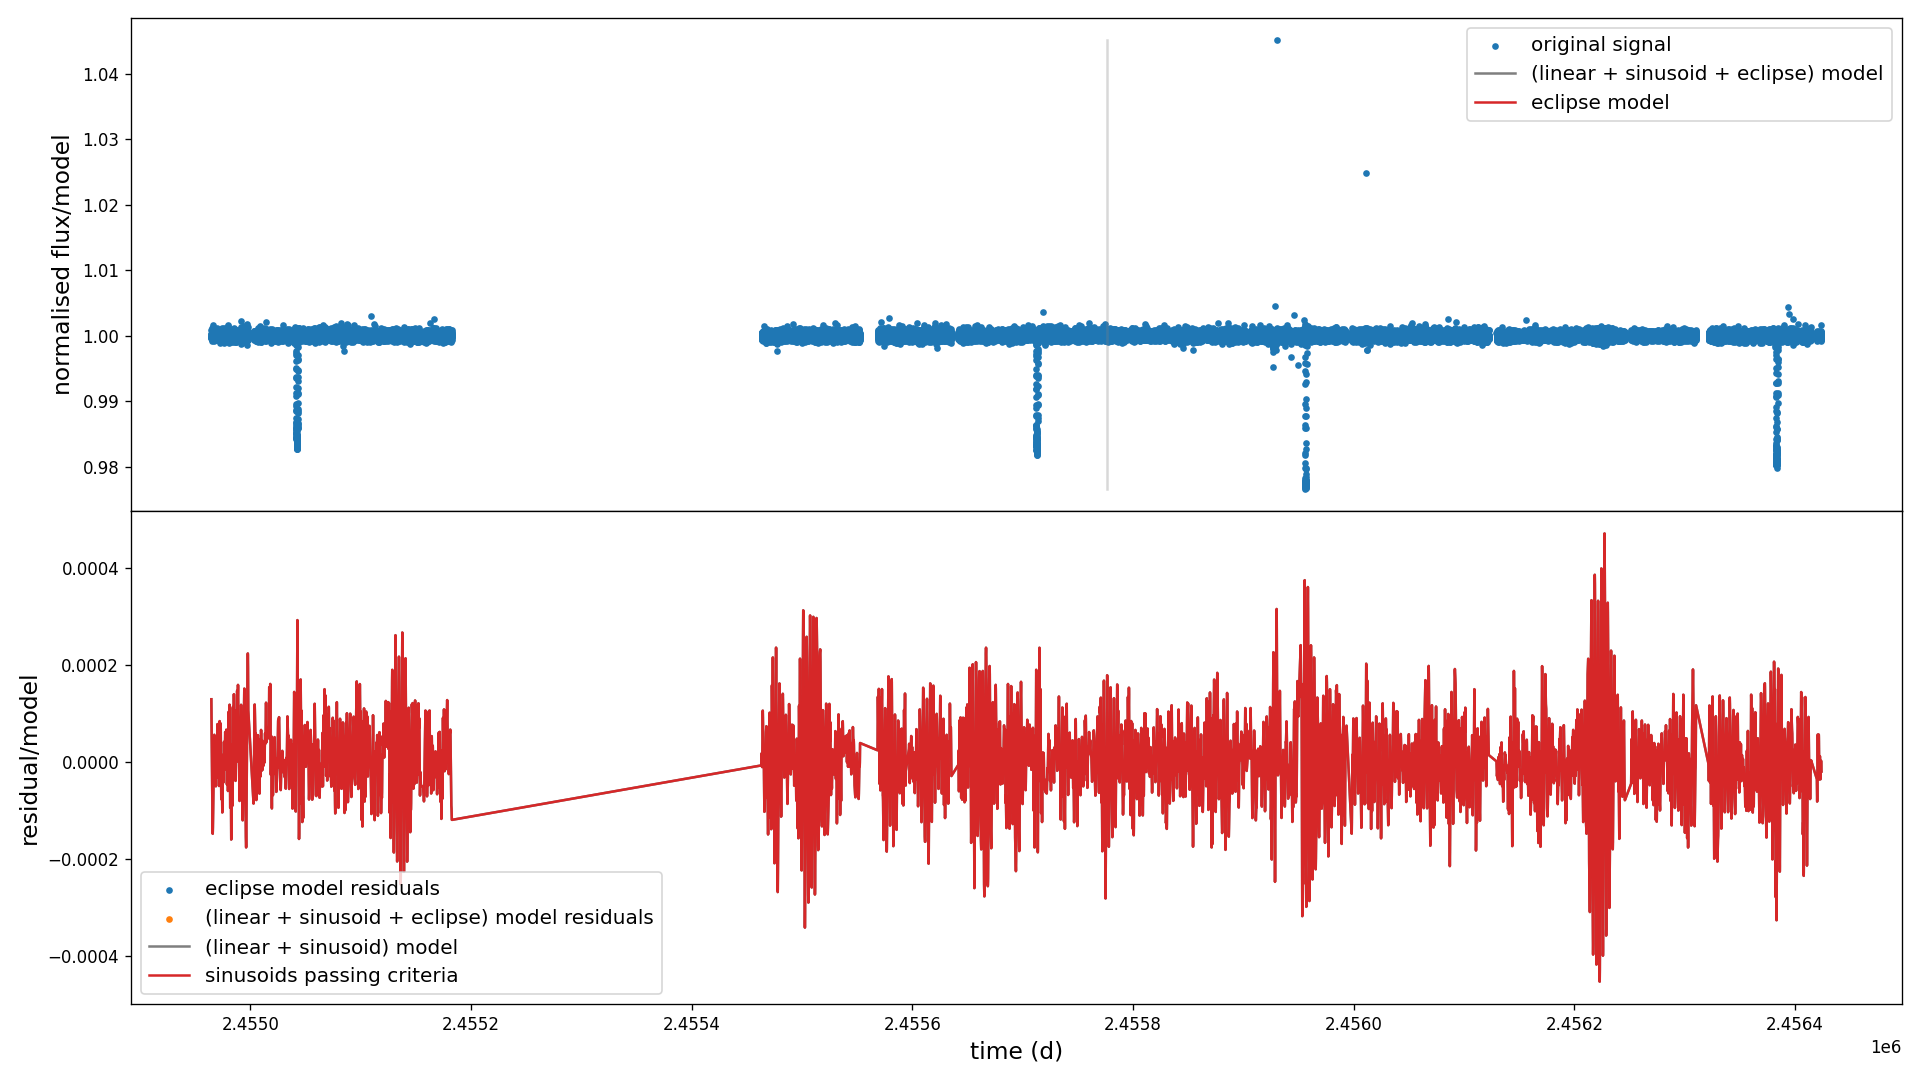 original signal
(linear + sinusoid + eclipse) model
eclipse model
normalised flux/model
1.04
1.03
1.02
1.01
1.00
0.99
0.98
residual/model
0.0004
0.0002
0.0000
−0.0002
−0.0004
eclipse model residuals
(linear + sinusoid + eclipse) model residuals
(linear + sinusoid) model
sinusoids passing criteria
2.4550 2.4552 2.4554 2.4556 2.4558 2.4560 2.4562 2.4564
1e6
time (d)